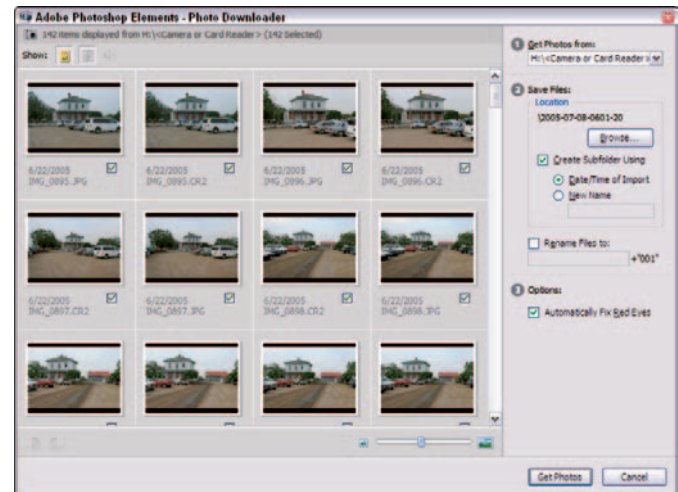 Adobe Photoshop Elements - Photo Downloader
142 items displayed from H:\<Camera or Card Reader> (142 Selected)
Show:
6/22/2005
IMG_0895.JPG
6/22/2005
IMG_0895.CR2
6/22/2005
IMG_0896.JPG
6/22/2005
IMG_0896.CR2
6/22/2005
IMG_0897.CR2
6/22/2005
IMG_0897.JPG
6/22/2005
IMG_0898.CR2
6/22/2005
IMG_0898.JPG
1 Get Photos from:
H:\<Camera or Card Reader>
2 Save Files:
Location
\2005-07-08-0601-20
Browse...
Create Subfolder Using
Date/Time of Import
New Name
Rename Files to:
+"001"
3 Options:
Automatically Fix Red Eyes
Get Photos
Cancel